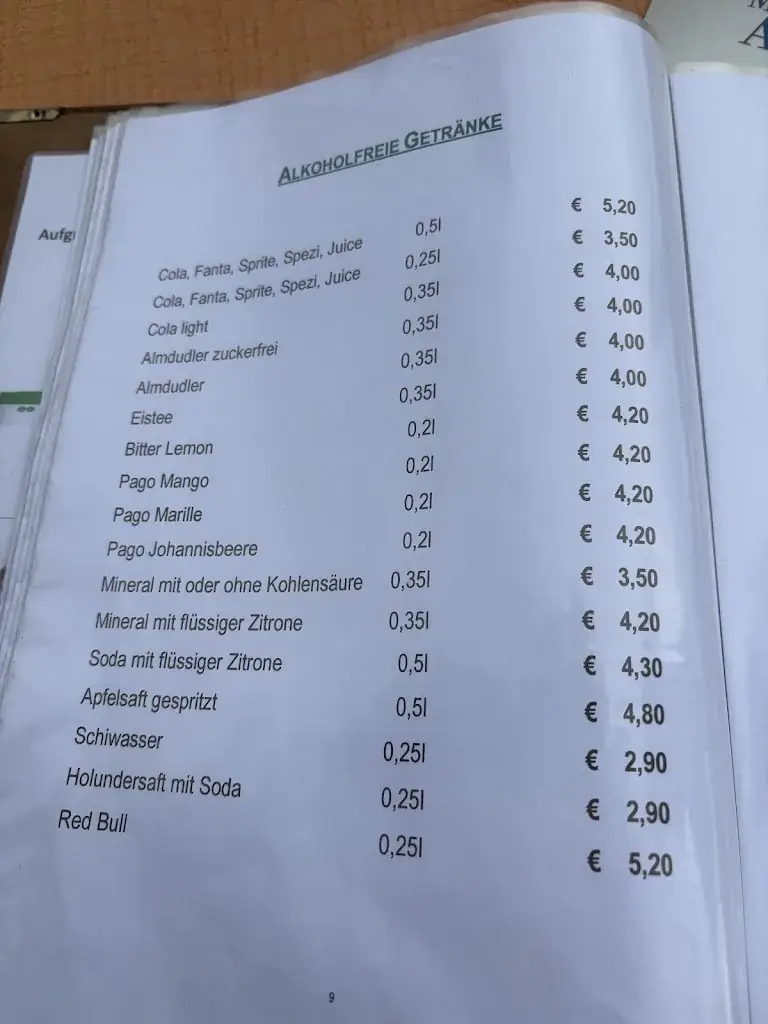 ALKOHOLFREIE GETRÄNKE
Cola, Fanta, Sprite, Spezi, Juice 0,5l € 5,20
Cola, Fanta, Sprite, Spezi, Juice 0,25l € 3,50
Cola light 0,35l € 4,00
Almdudler zuckerfrei 0,35l € 4,00
Almdudler 0,35l € 4,00
Eistee 0,35l € 4,00
Bitter Lemon 0,2l € 4,20
Pago Mango 0,2l € 4,20
Pago Marille 0,2l € 4,20
Pago Johannisbeere 0,2l € 4,20
Mineral mit oder ohne Kohlensäure 0,35l € 3,50
Mineral mit flüssiger Zitrone 0,35l € 4,20
Soda mit flüssiger Zitrone 0,5l € 4,30
Apfelsaft gespritzt 0,5l € 4,80
Schiwasser 0,25l € 2,90
Holundersaft mit Soda 0,25l € 2,90
Red Bull 0,25l € 5,20
9